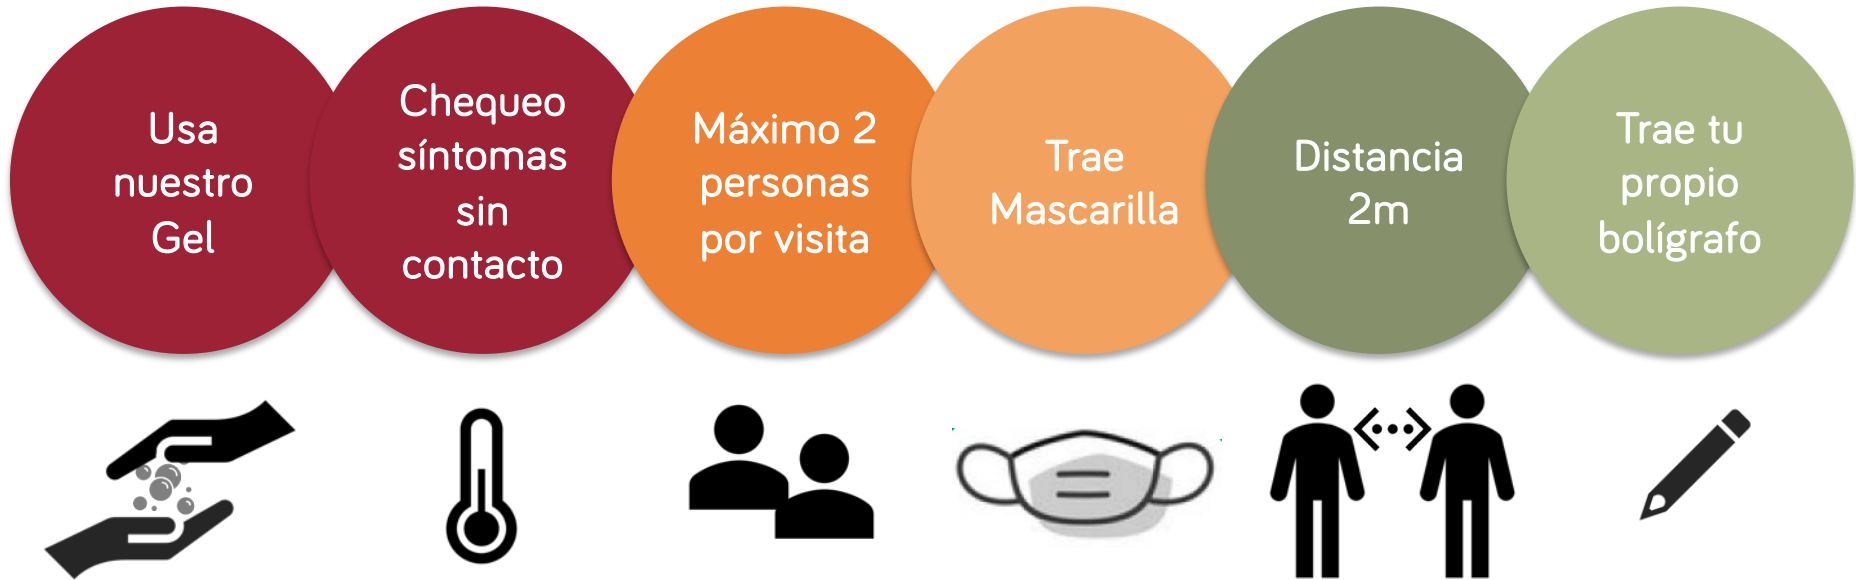 Usa
nuestro
Gel
Chequeo
síntomas
sin
contacto
Máximo 2
personas
por visita
Trae
Mascarilla
Distancia
2m
Trae tu
propio
bolígrafo